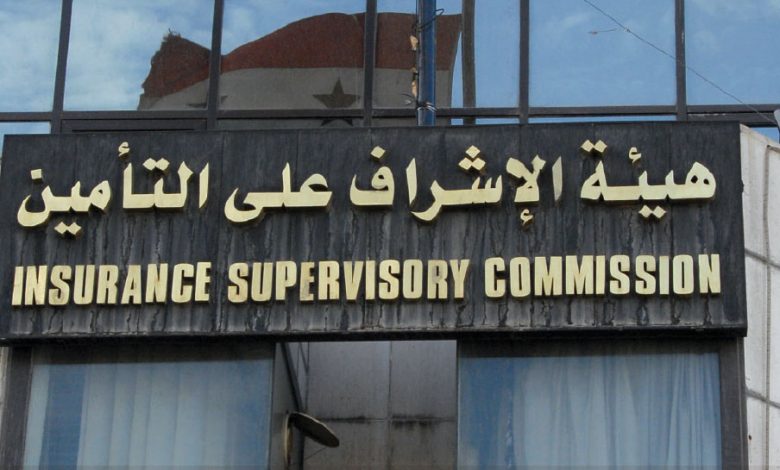 هيئة الإشراف على التأمين
INSURANCE SUPERVISORY COMMISSION